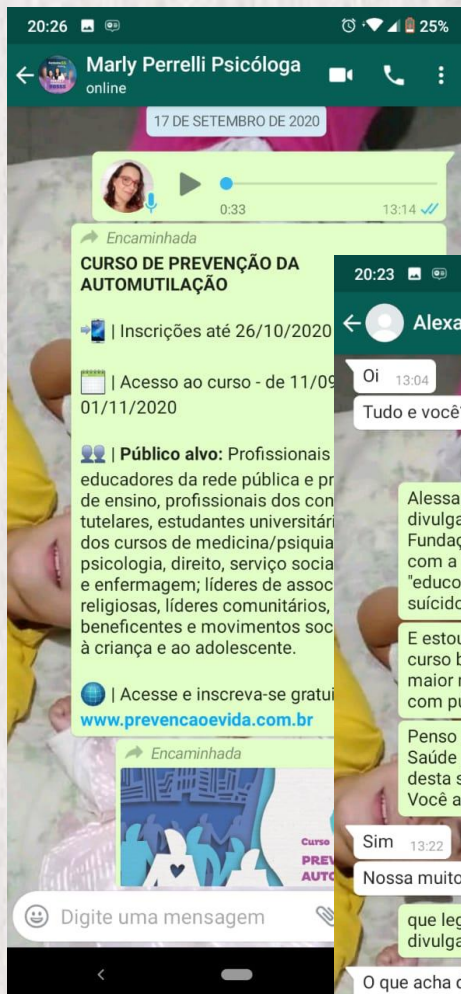 20:26
25%
Marly Perrelli Psicóloga
online
17 DE SETEMBRO DE 2020
0:33
13:14
Encaminhada
CURSO DE PREVENÇÃO DA
AUTOMUTILAÇÃO
| Inscrições até 26/10/2020
| Acesso ao curso - de 11/09
01/11/2020
| Público alvo: Profissionais
educadores da rede pública e pr
de ensino, profissionais dos con
tutelares, estudantes universitári
dos cursos de medicina/psiquia
psicologia, direito, serviço socia
e enfermagem; líderes de assoc
religiosas, líderes comunitários,
beneficentes e movimentos soc
à criança e ao adolescente.
| Acesse e inscreva-se gratui
www.prevencaoevida.com.br
Encaminhada
Curso
PREV
AUTO
Digite uma mensagem
20:23
Alexa
Oi 13:04
Tudo e você?
Alessa
divulga
Fundaç
com a
"educo
suícido
E estou
curso b
maior r
com pu
Penso
Saúde
desta s
Você a
Sim 13:22
Nossa muito
que leg
divulga
O que acha d